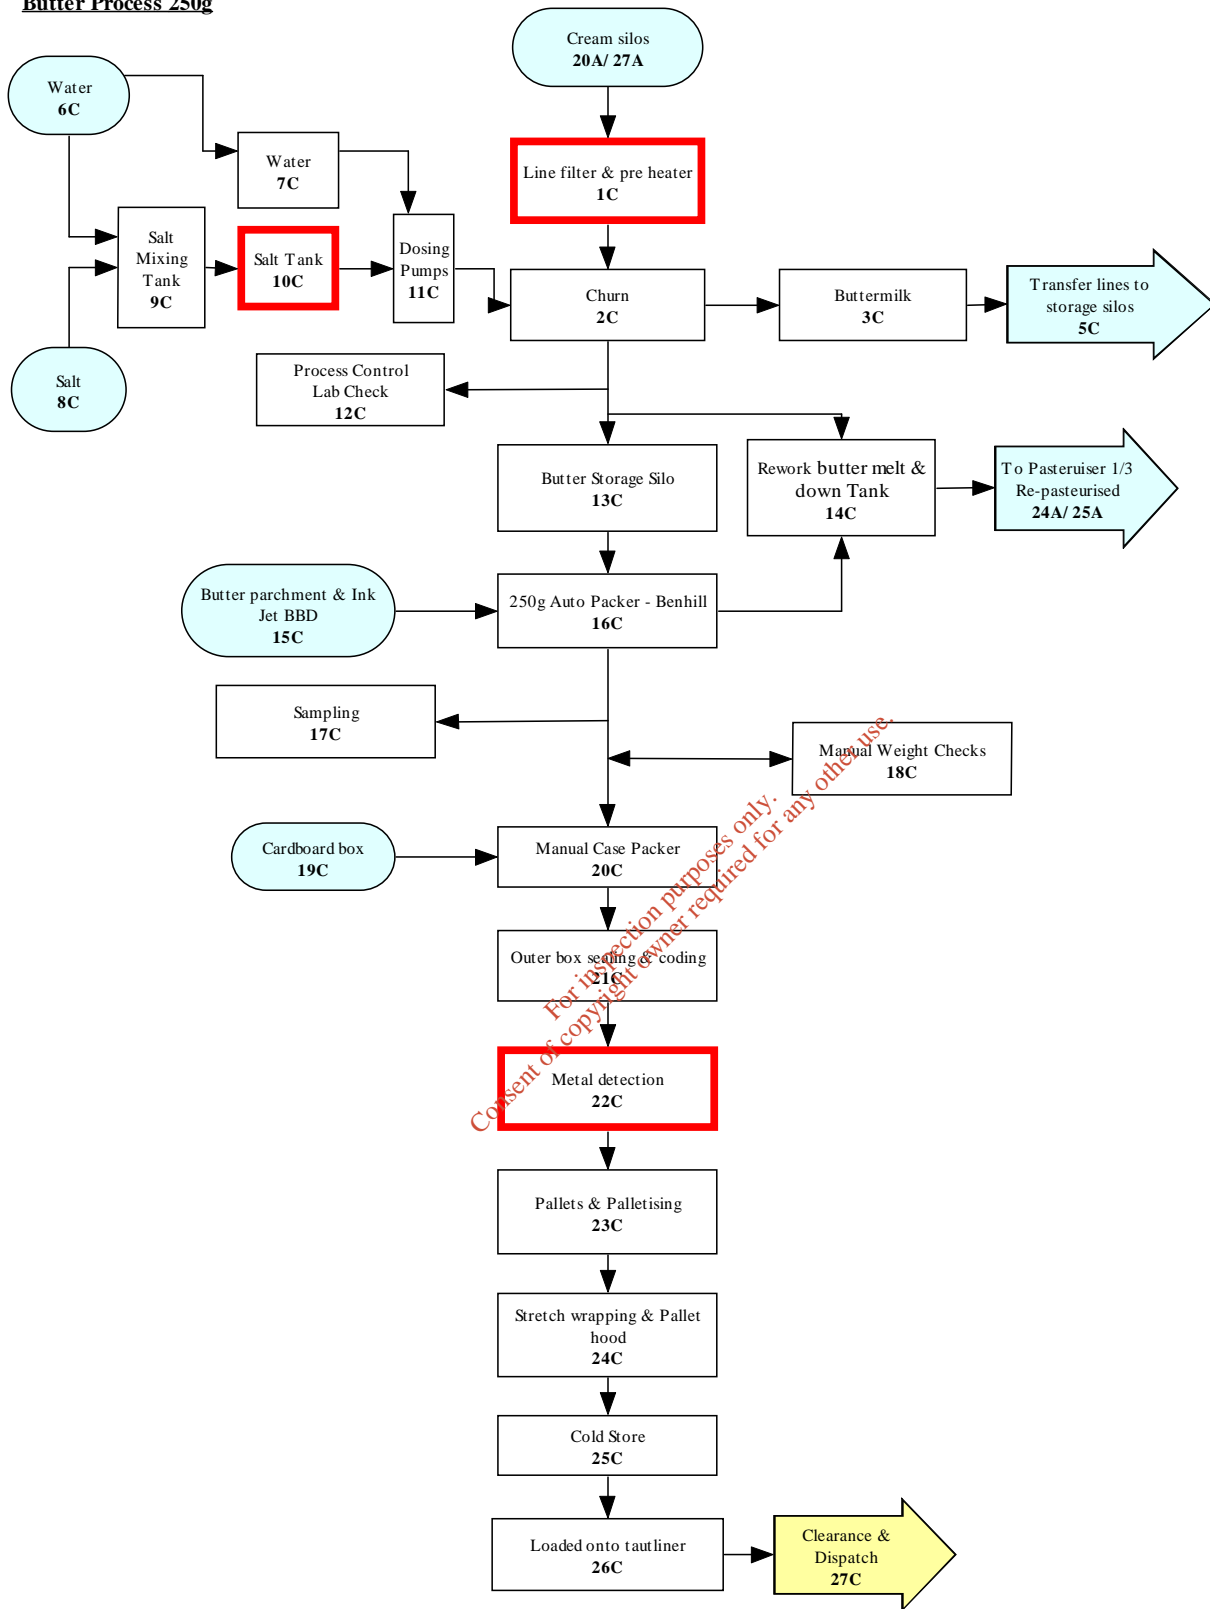 Butter Process 250g
Cream silos
20A/ 27A
Water
6C
Line filter & pre heater
1C
Water
7C
Salt
Mixing
Tank
9C
Salt Tank
10C
Dosing
Pumps
11C
Churn
2C
Buttermilk
3C
Transfer lines to
storage silos
5C
Salt
8C
Process Control
Lab Check
12C
Butter Storage Silo
13C
Rework butter melt &
down Tank
14C
To Pasteruiser 1/3
Re-pasteurised
24A/ 25A
Butter parchment & Ink
Jet BBD
15C
250g Auto Packer - Benhill
16C
Sampling
17C
Manual Weight Checks
18C
Cardboard box
19C
Manual Case Packer
20C
Outer box sealing & coding
21C
Metal detection
22C
Pallets & Palletising
23C
Stretch wrapping & Pallet
hood
24C
Cold Store
25C
Loaded onto tautliner
26C
Clearance &
Dispatch
27C
For inspection purposes only.
Consent of copyright owner required for any other use.